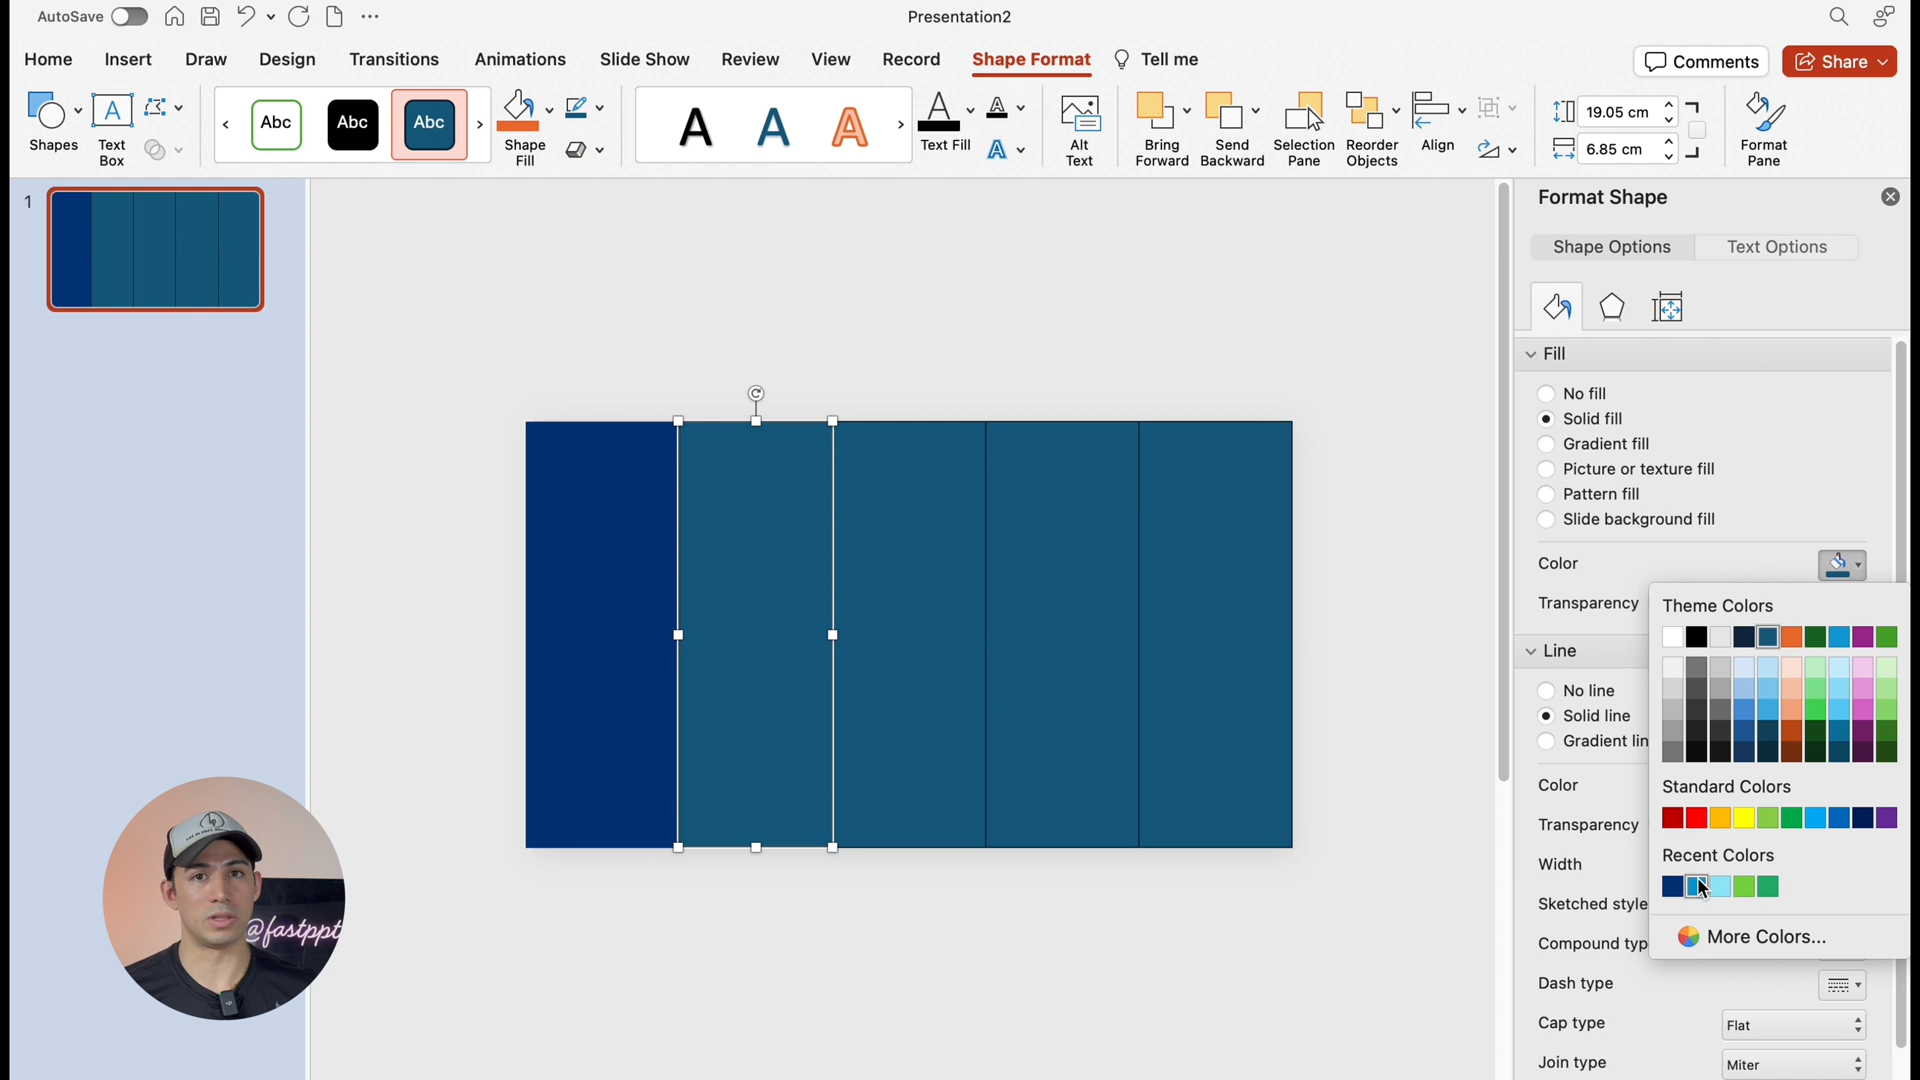 AutoSave
Presentation2
Home Insert Draw Design Transitions Animations Slide Show Review View Record Shape Format Tell me
Comments
Share
Abc Abc Abc
A A A
19.05 cm
6.85 cm
Shapes
Text Box
Shape Fill
Text Fill
Alt Text
Bring Forward
Send Backward
Selection Pane
Reorder Objects
Align
Format Pane
1
Format Shape
Shape Options
Text Options
Fill
No fill
Solid fill
Gradient fill
Picture or texture fill
Pattern fill
Slide background fill
Color
Transparency
Theme Colors
Line
No line
Solid line
Gradient lin
Color
Standard Colors
Transparency
Recent Colors
Width
Sketched style
More Colors...
Compound typ
Dash type
Cap type
Flat
Join type
Miter
@fastppt